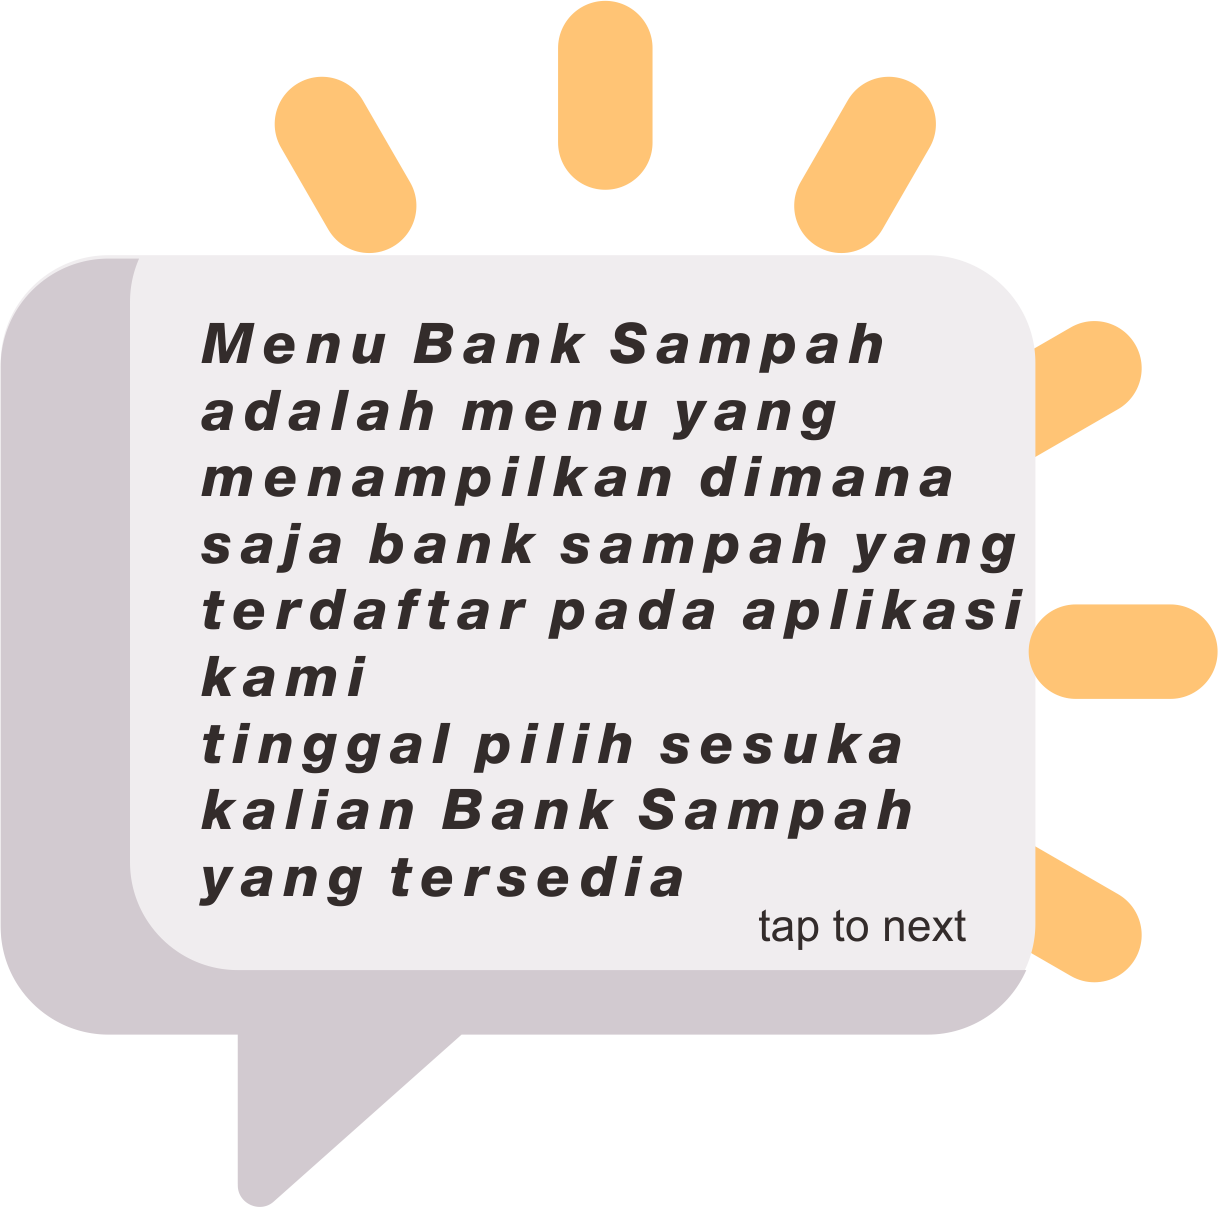 Menu Bank Sampah
adalah menu yang
menampilkan dimana
saja bank sampah yang
terdaftar pada aplikasi
kami
tinggal pilih sesuka
kalian Bank Sampah
yang tersedia
tap to next